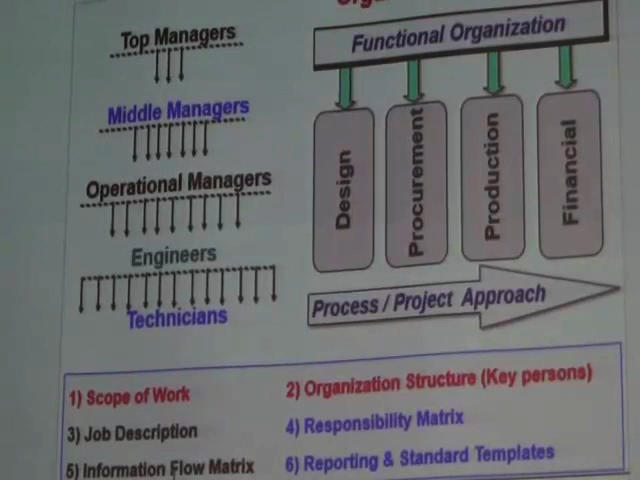 Top Managers
Middle Managers
Operational Managers
Engineers
Technicians
Functional Organization
Design
Procurement
Production
Financial
Process / Project Approach
1) Scope of Work
2) Organization Structure (Key persons)
3) Job Description
4) Responsibility Matrix
5) Information Flow Matrix
6) Reporting & Standard Templates